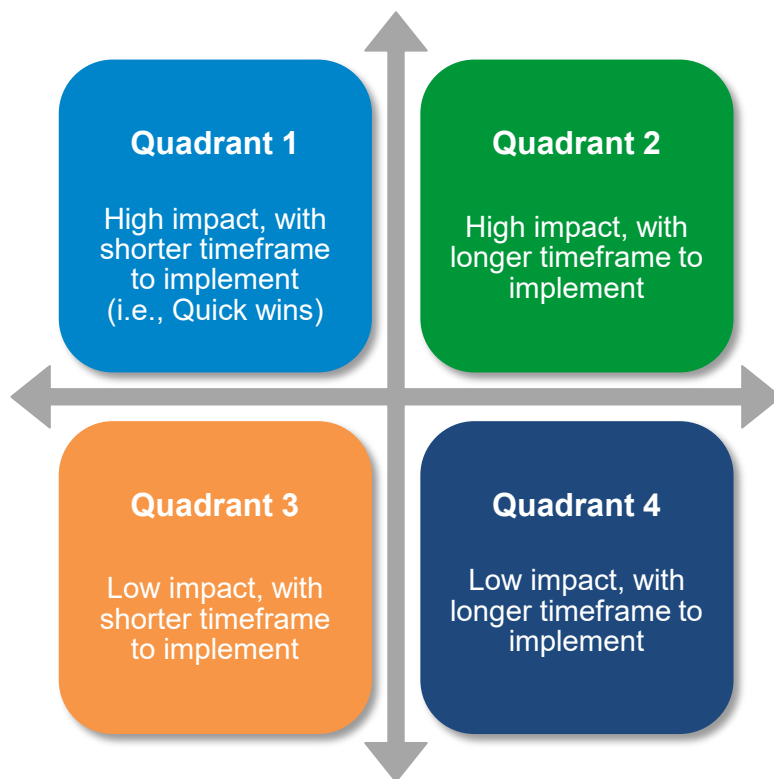 Quadrant 1
High impact, with
shorter timeframe
to implement
(i.e., Quick wins)
Quadrant 2
High impact, with
longer timeframe to
implement
Quadrant 3
Low impact, with
shorter timeframe
to implement
Quadrant 4
Low impact, with
longer timeframe to
implement